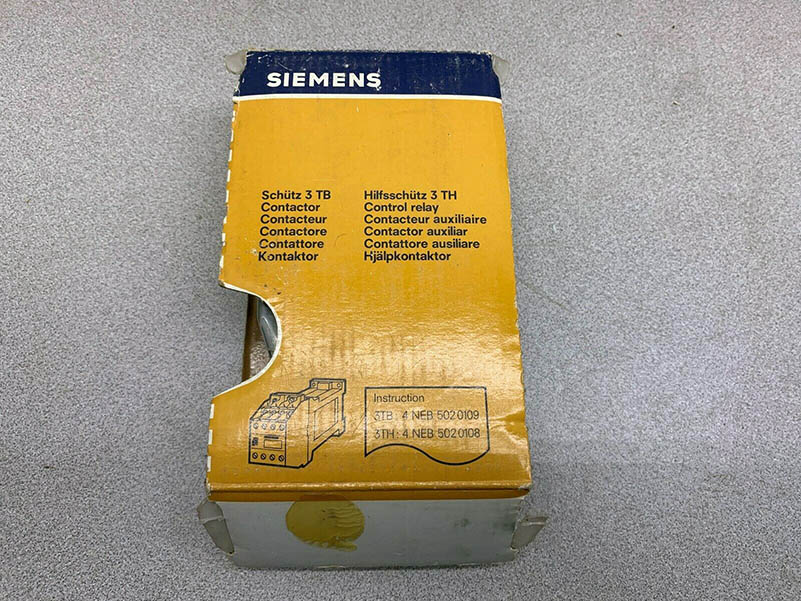 SIEMENS
Schütz 3 TB
Contactor
Contacteur
Contactore
Contattore
Kontaktor
Hilfsschütz 3 TH
Control relay
Contacteur auxiliaire
Contactor auxiliar
Contattore ausiliare
Hjälpkontaktor
Instruction
3TB : 4 NEB 502 0109
3TH : 4 NEB 502 0108